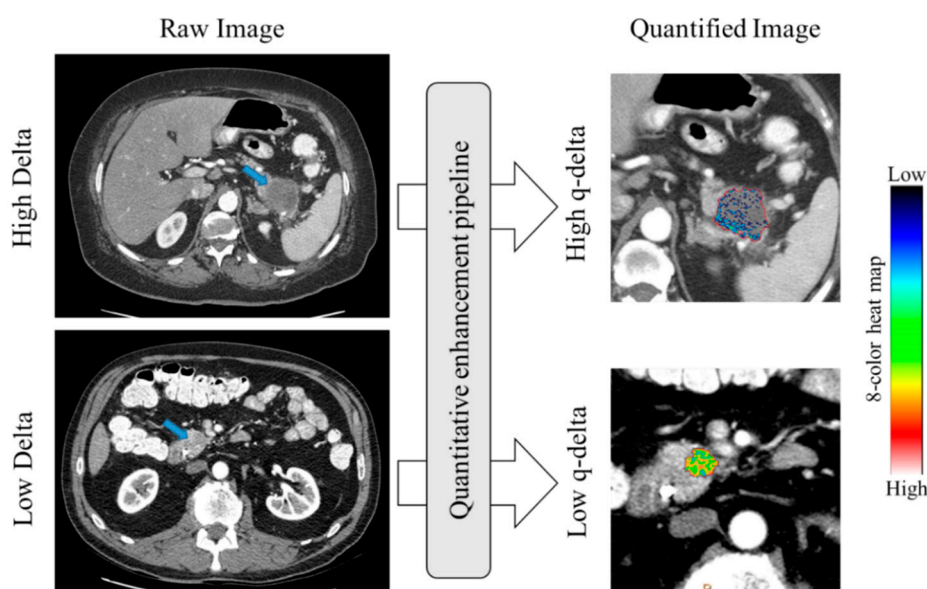 Raw Image
Quantified Image
High Delta
Low Delta
Quantitative enhancement pipeline
High q-delta
Low q-delta
Low
8-color heat map
High